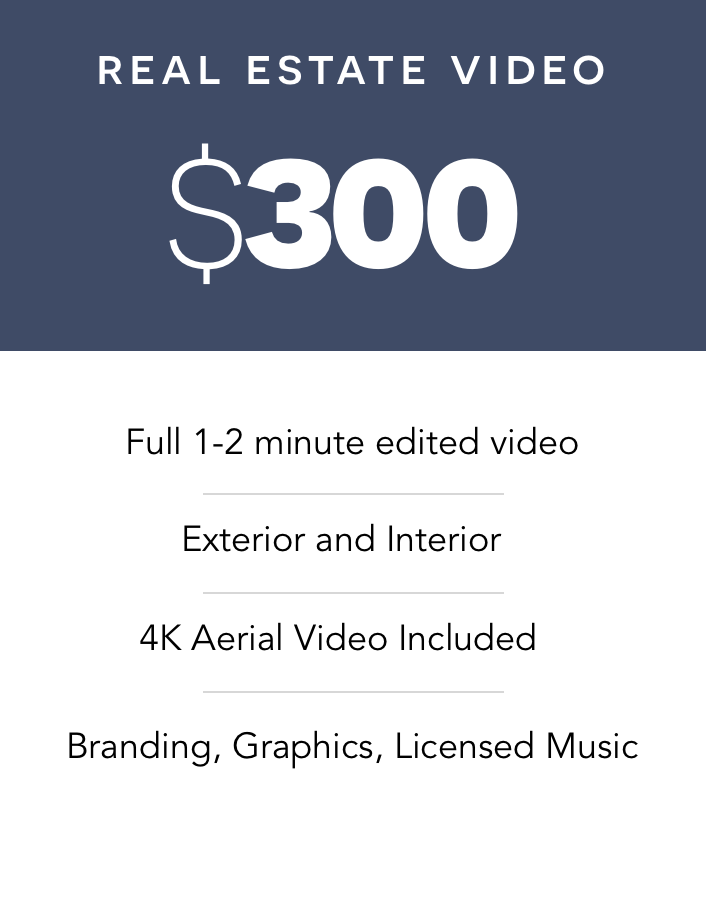 REAL ESTATE VIDEO
$300
Full 1-2 minute edited video
Exterior and Interior
4K Aerial Video Included
Branding, Graphics, Licensed Music